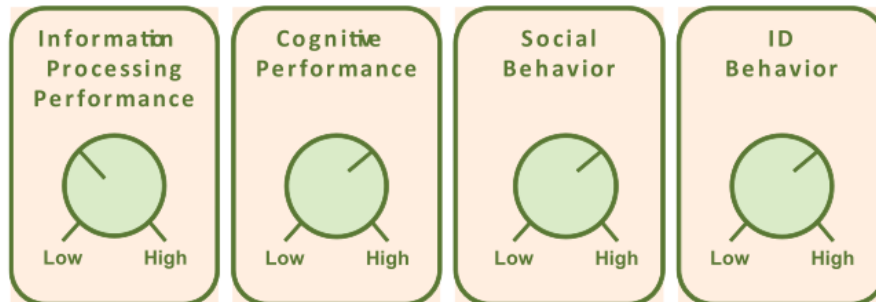 Information
Processing
Performance
Low
High
Cognitive
Performance
Low
High
Social
Behavior
Low
High
ID
Behavior
Low
High